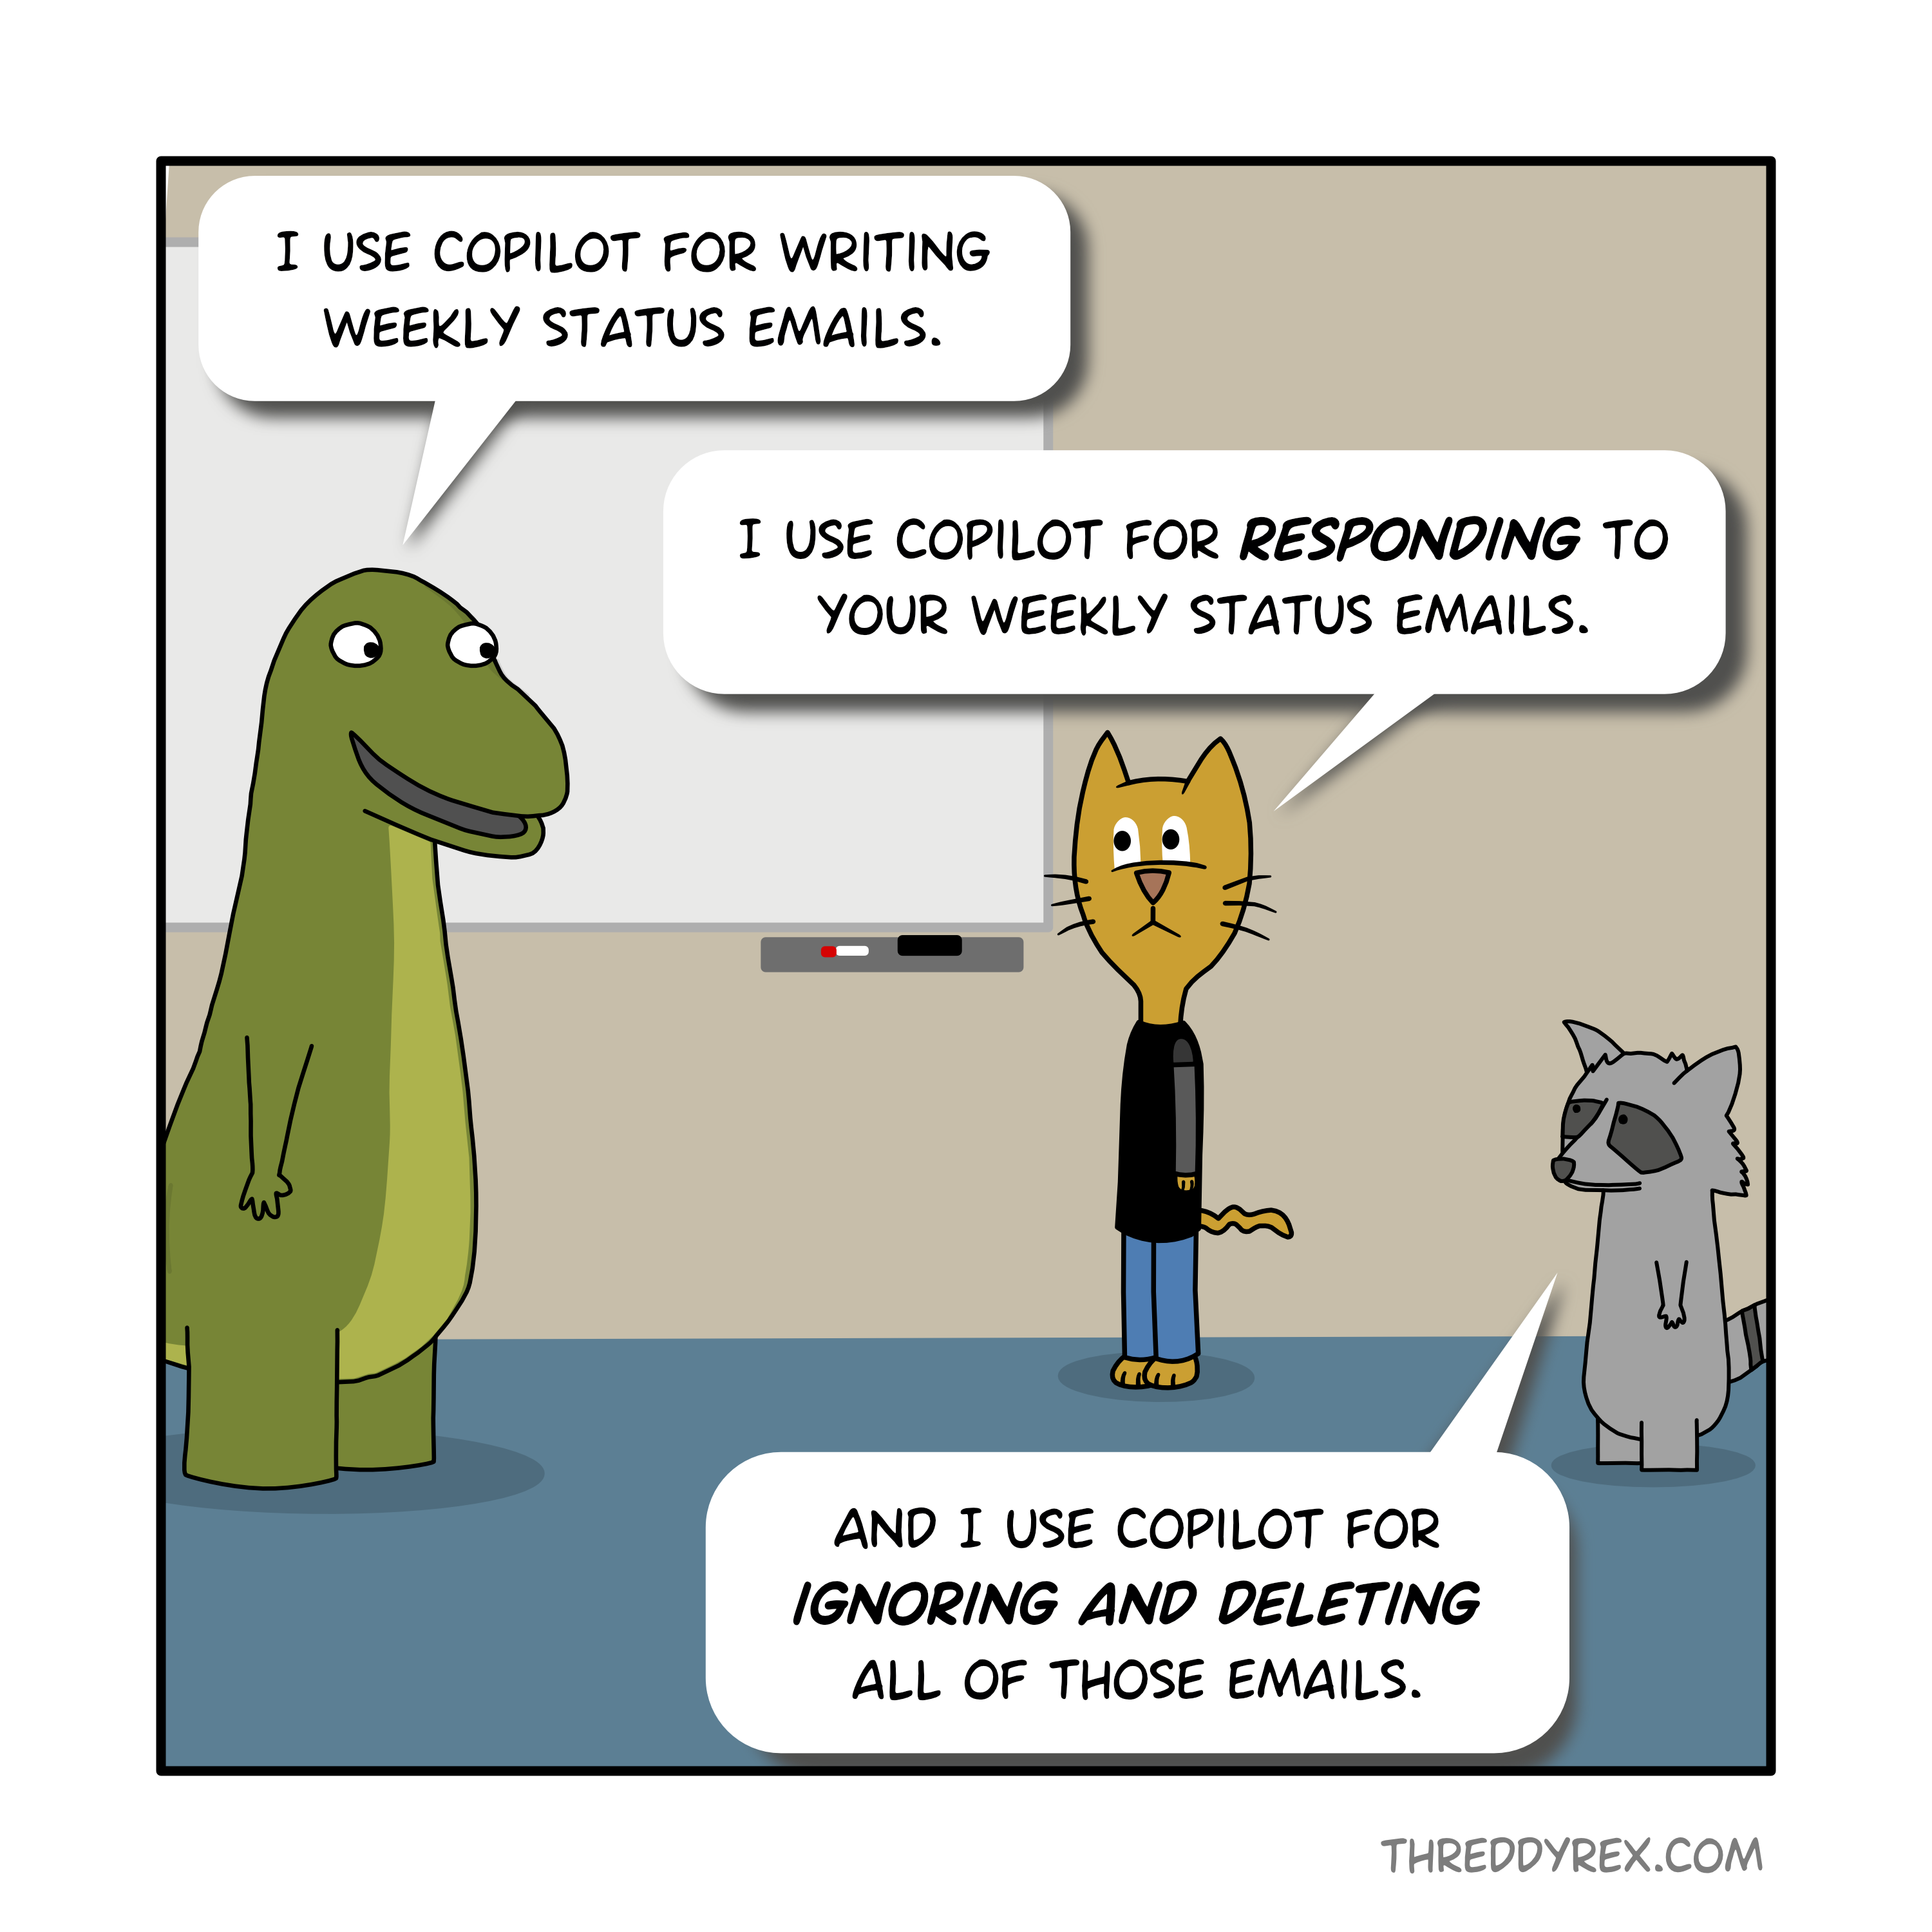 I USE COPILOT FOR WRITING
WEEKLY STATUS EMAILS.
I USE COPILOT FOR RESPONDING TO
YOUR WEEKLY STATUS EMAILS.
AND I USE COPILOT FOR
IGNORING AND DELETING
ALL OF THOSE EMAILS.
THREDDYREX.COM